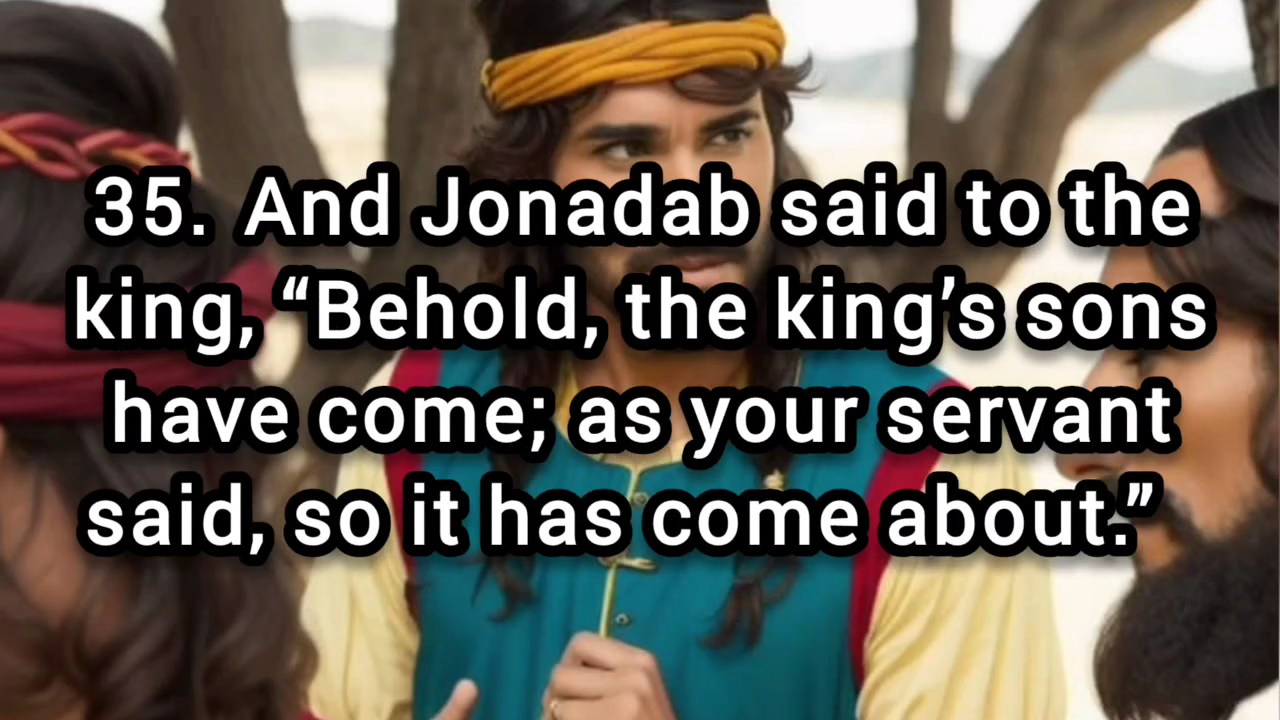 35. And Jonadab said to the
king, “Behold, the king’s sons
have come; as your servant
said, so it has come about.”